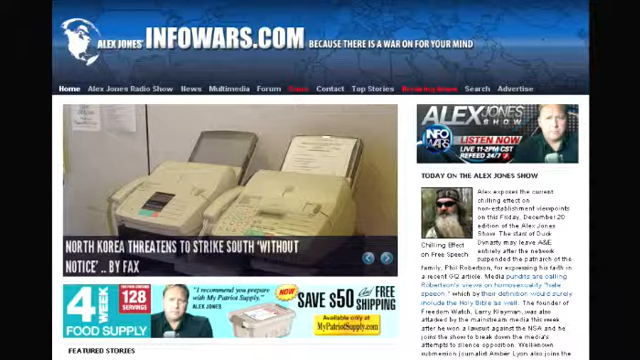 ALEX JONES' INFOWARS.COM BECAUSE THERE IS A WAR ON FOR YOUR MIND
Home Alex Jones Radio Show News Multimedia Forum Contact Top Stories Breaking News Search Advertise
NORTH KOREA THREATENS TO STRIKE SOUTH 'WITHOUT
NOTICE' .. BY FAX
4 WEEK
FOOD SUPPLY
128
SERVINGS
"I recommend you prepare
with My Patriot Supply."
ALEX JONES
NOW
SAVE $50 And FREE
SHIPPING
Available only at
MyPatriotSupply.com
FEATURED STORIES
ALEX JONES
SHOW
INFO
WARS
LISTEN NOW
LIVE 11-2PM CST
REFEED 24/7
TODAY ON THE ALEX JONES SHOW
Chilling Effect
on Free Speech
Alex exposes the current
chilling effect on
non-establishment viewpoints
on this Friday, December 20
edition of the Alex Jones
Show. The start of Duck
Dynasty may leave A&E
entirely after the network
suspended the patriarch of the
family, Phil Robertson, for expressing his faith in
a recent GQ article. Media pundits are calling
Robertson's views on homosexuality "hate
speech," which by their definition would surely
include the Holy Bible as well. The founder of
Freedom Watch, Larry Klayman, was also
attacked by the mainstream media this week
after he won a lawsuit against the NSA and he
joins the show to break down the media's
attempts to silence opposition. Well-known
submission journalist Amber Lyon also joins the